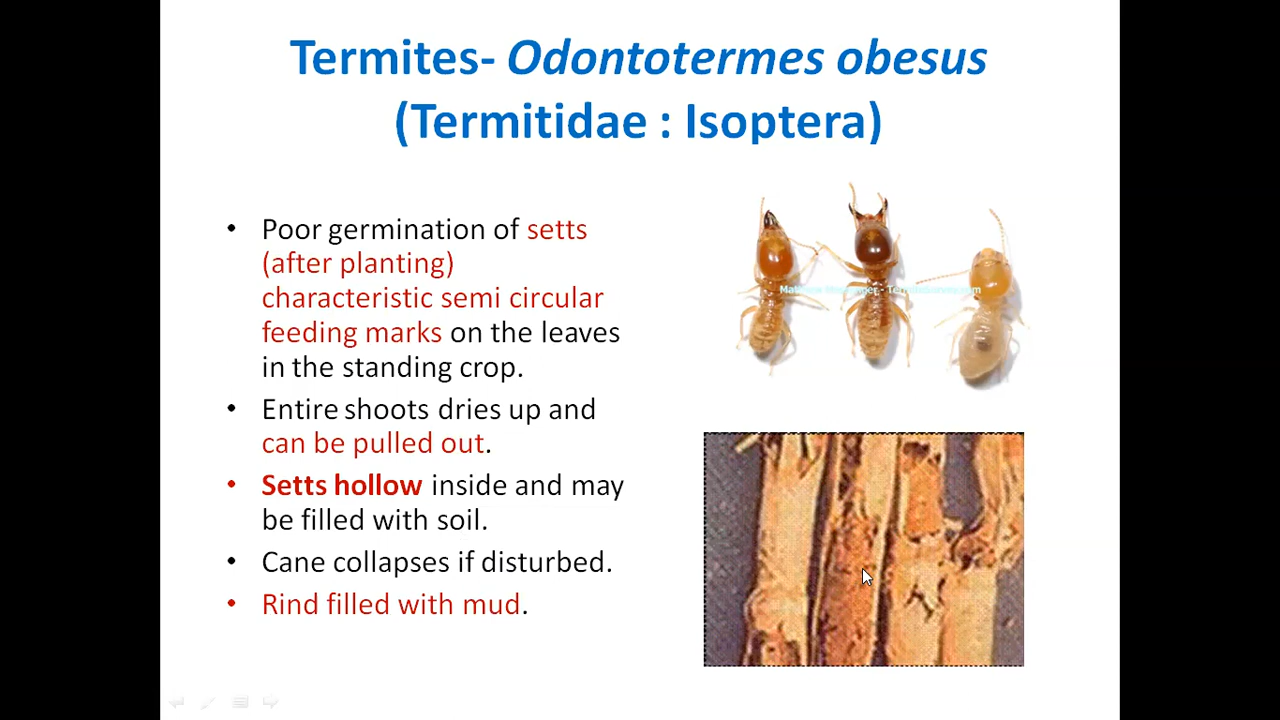 Termites- Odontotermes obesus
(Termitidae : Isoptera)
• Poor germination of setts
(after planting)
characteristic semi circular
feeding marks on the leaves
in the standing crop.
• Entire shoots dries up and
can be pulled out.
• Setts hollow inside and may
be filled with soil.
• Cane collapses if disturbed.
• Rind filled with mud.